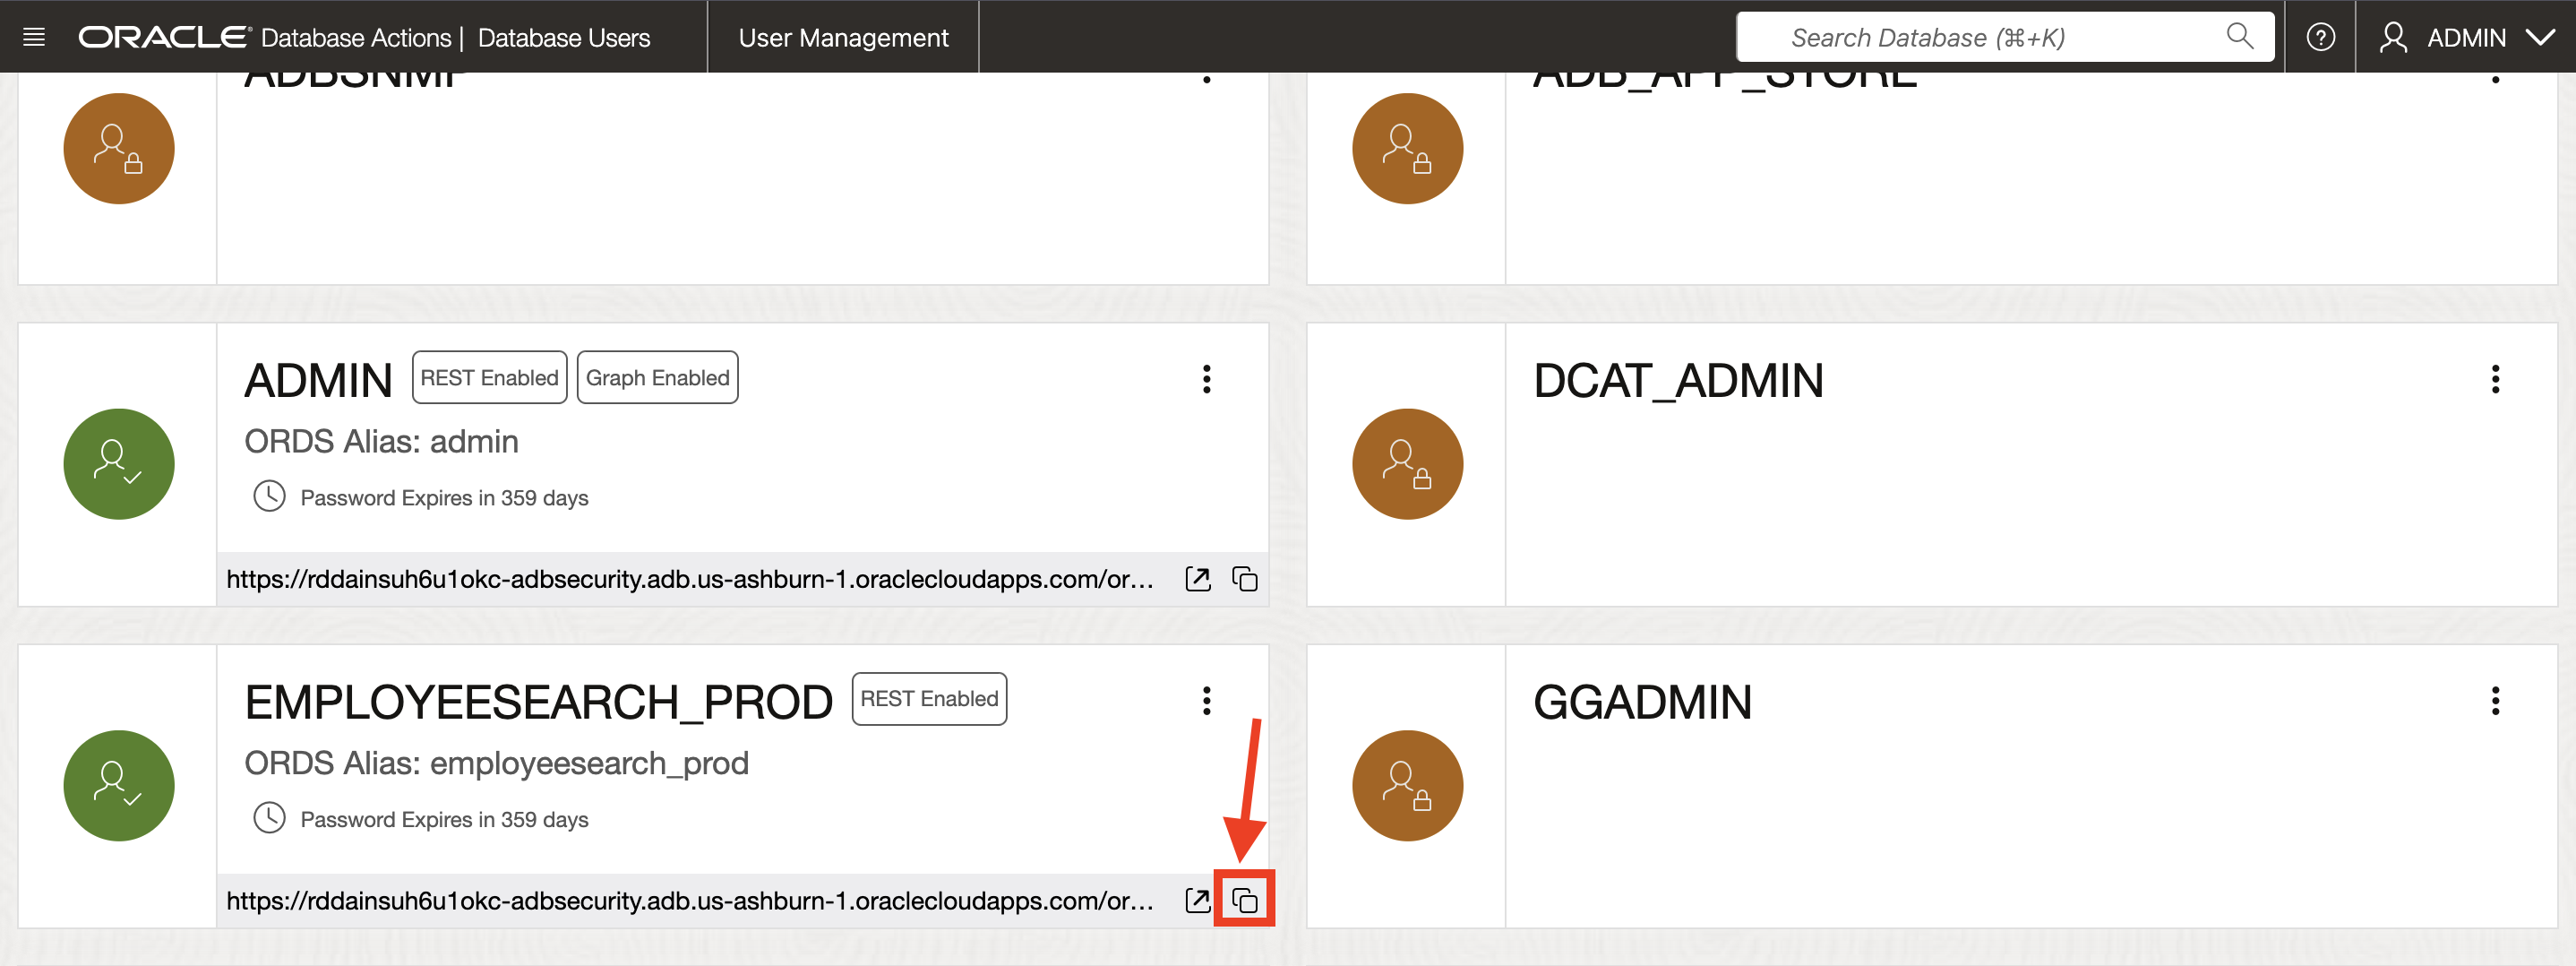 ORACLE Database Actions | Database Users
User Management
Search Database (⌘+K)
ADMIN
ADBSNMP
ADB_APP_STORE
ADMIN REST Enabled Graph Enabled
ORDS Alias: admin
Password Expires in 359 days
https://rddainsuh6u1okc-adbsecurity.adb.us-ashburn-1.oraclecloudapps.com/or...
DCAT_ADMIN
EMPLOYEESEARCH_PROD REST Enabled
ORDS Alias: employeesearch_prod
Password Expires in 359 days
https://rddainsuh6u1okc-adbsecurity.adb.us-ashburn-1.oraclecloudapps.com/or...
GGADMIN